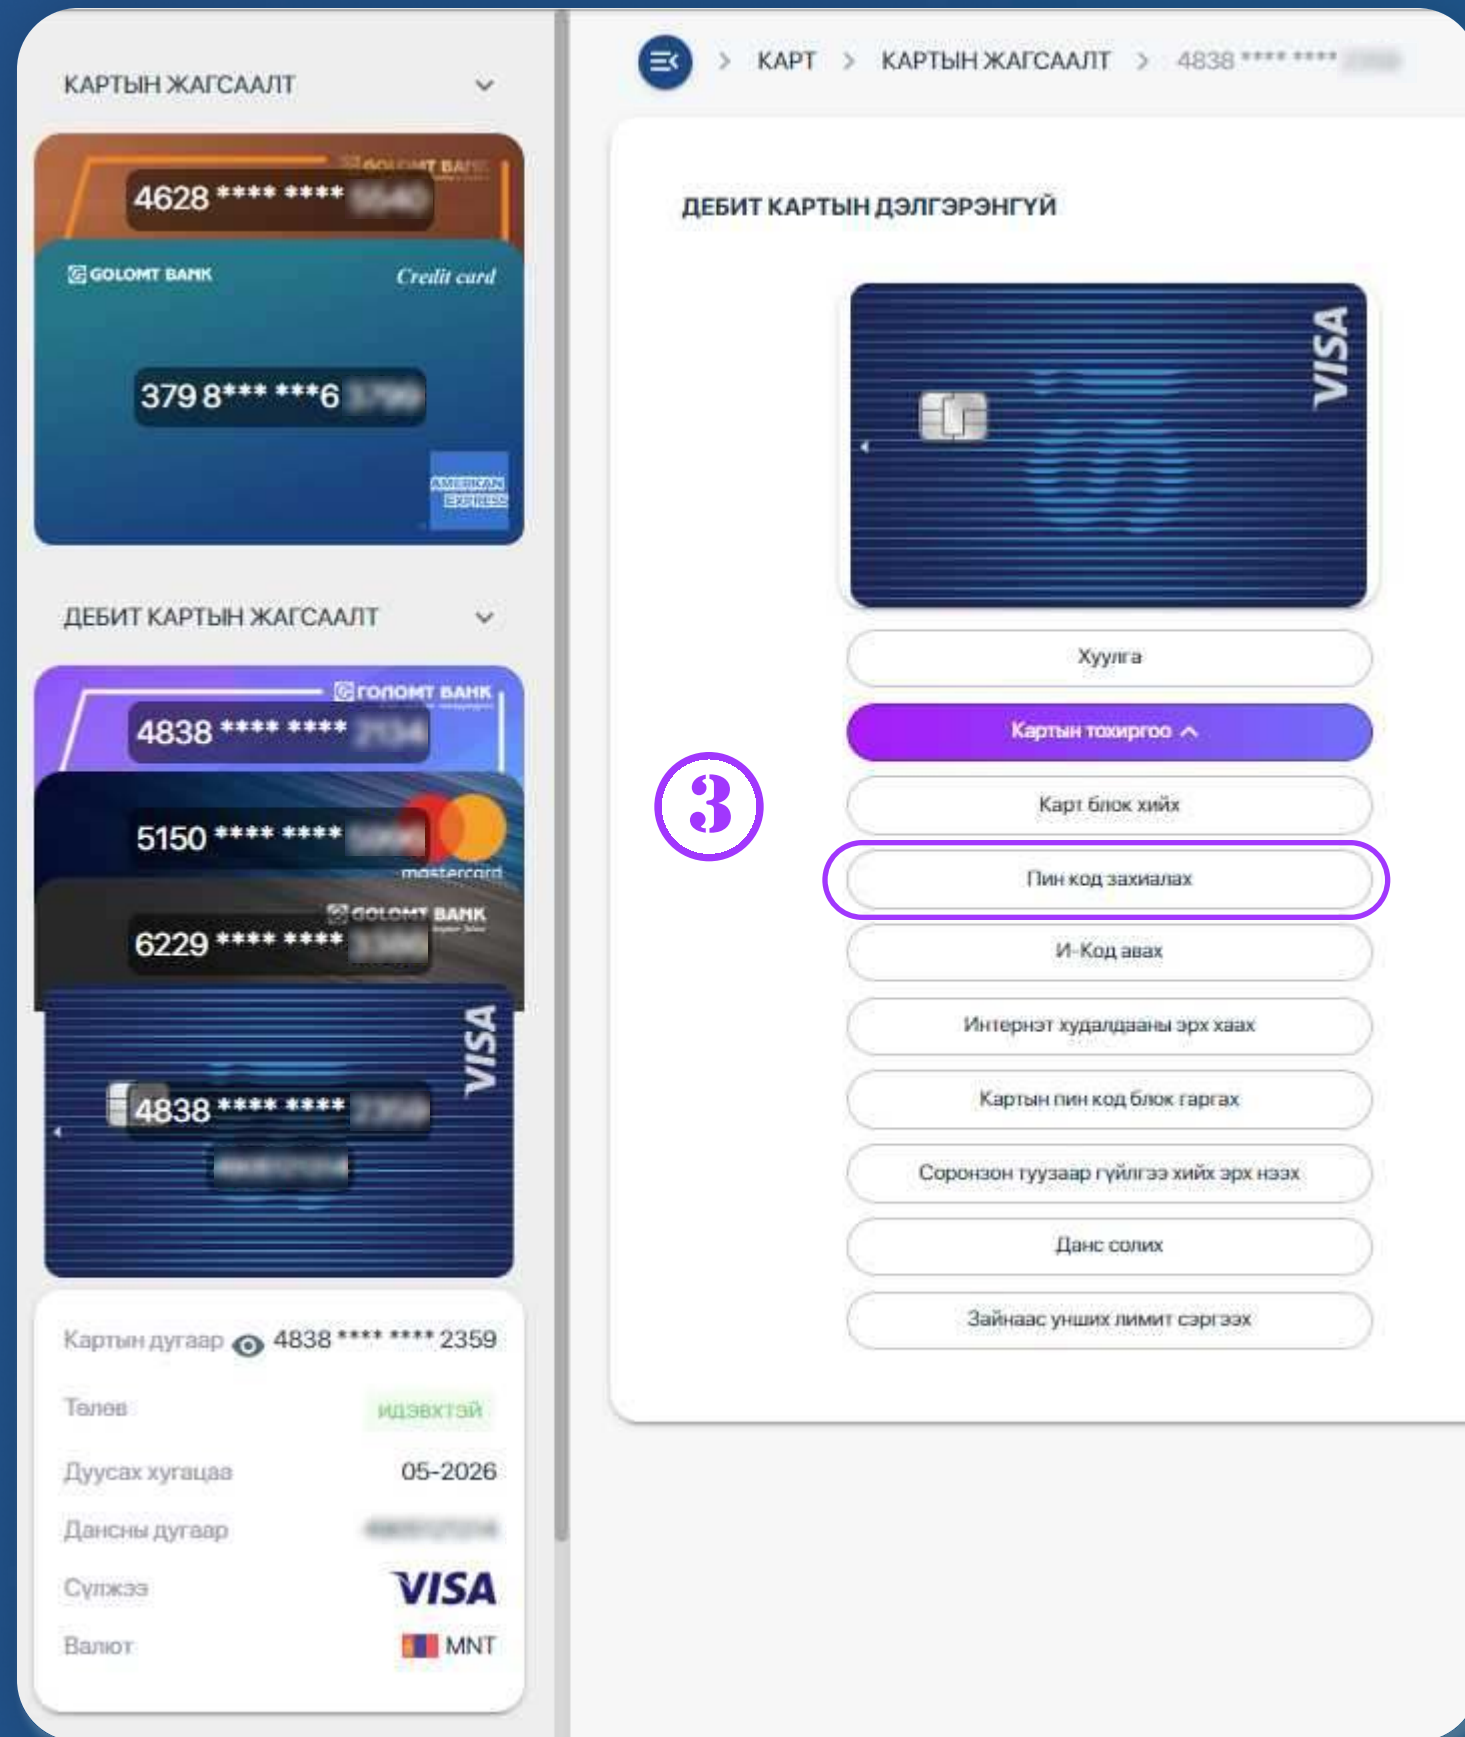 КАРТЫН ЖАГСААЛТ
GOLOMT BANK
4628 **** ****
GOLOMT BANK
Credit card
379 8*** ***6
AMERICAN
EXPRESS
ДЕБИТ КАРТЫН ЖАГСААЛТ
ГОЛОМТ БАНК
4838 **** ****
5150 **** ****
mastercard
GOLOMT BANK
6229 **** ****
VISA
4838 **** ****
Картын дугаар 4838 **** **** 2359
Төлөв идэвхтэй
Дуусах хугацаа 05-2026
Дансны дугаар
Сүлжээ VISA
Валют MNT
> КАРТ > КАРТЫН ЖАГСААЛТ > 4838 **** ****
ДЕБИТ КАРТЫН ДЭЛГЭРЭНГҮЙ
VISA
Хуулга
Картын тохиргоо
3
Карт блок хийх
Пин код захиалах
И-Код авах
Интернэт худалдааны эрх хаах
Картын пин код блок гаргах
Соронзон туузаар гүйлгээ хийх эрх нээх
Данс солих
Зайнаас унших лимит сэргээх